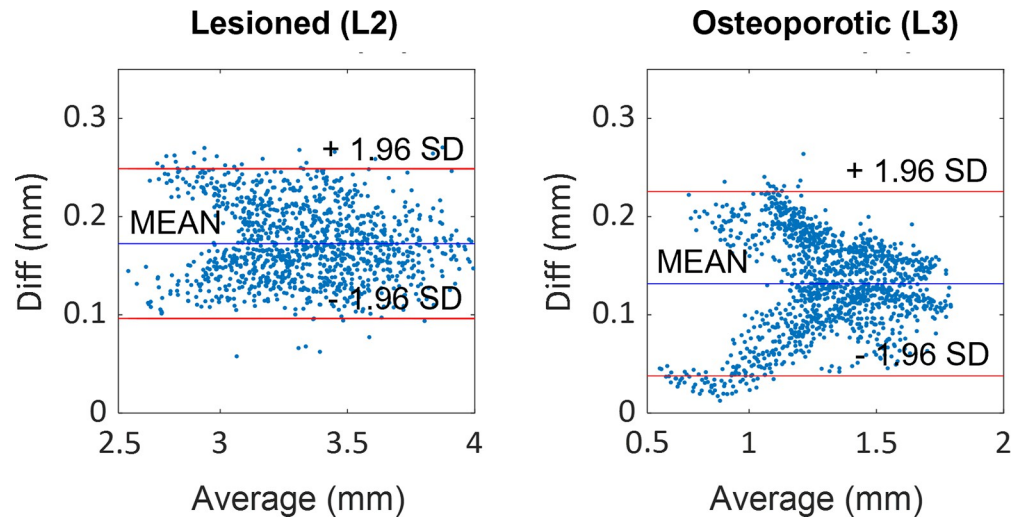 Lesioned (L2)
Diff (mm)
0.3
0.2
0.1
0
+ 1.96 SD
MEAN
- 1.96 SD
2.5 3 3.5 4
Average (mm)
Osteoporotic (L3)
Diff (mm)
0.3
0.2
0.1
0
+ 1.96 SD
MEAN
- 1.96 SD
0.5 1 1.5 2
Average (mm)